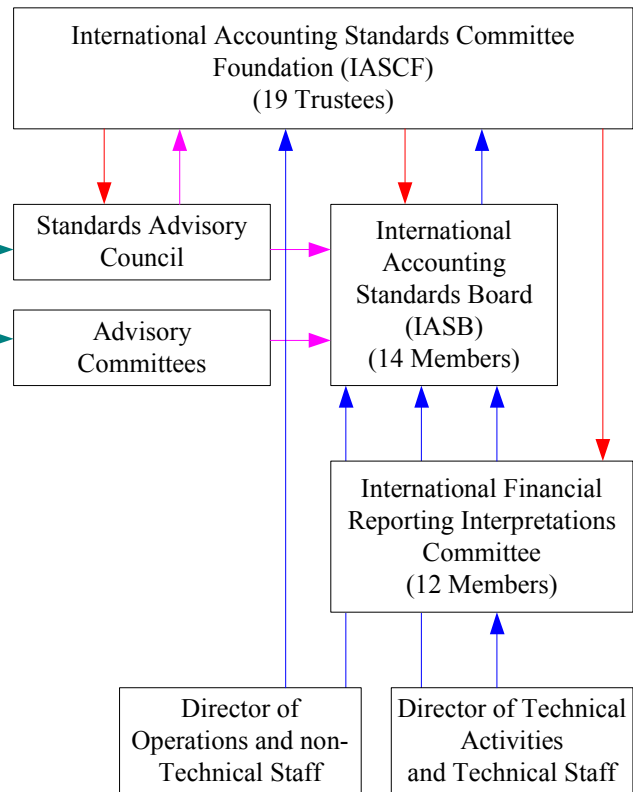 International Accounting Standards Committee
Foundation (IASCF)
(19 Trustees)
Standards Advisory
Council
International
Accounting
Standards Board
(IASB)
(14 Members)
Advisory
Committees
International Financial
Reporting Interpretations
Committee
(12 Members)
Director of
Operations and non-
Technical Staff
Director of Technical
Activities
and Technical Staff